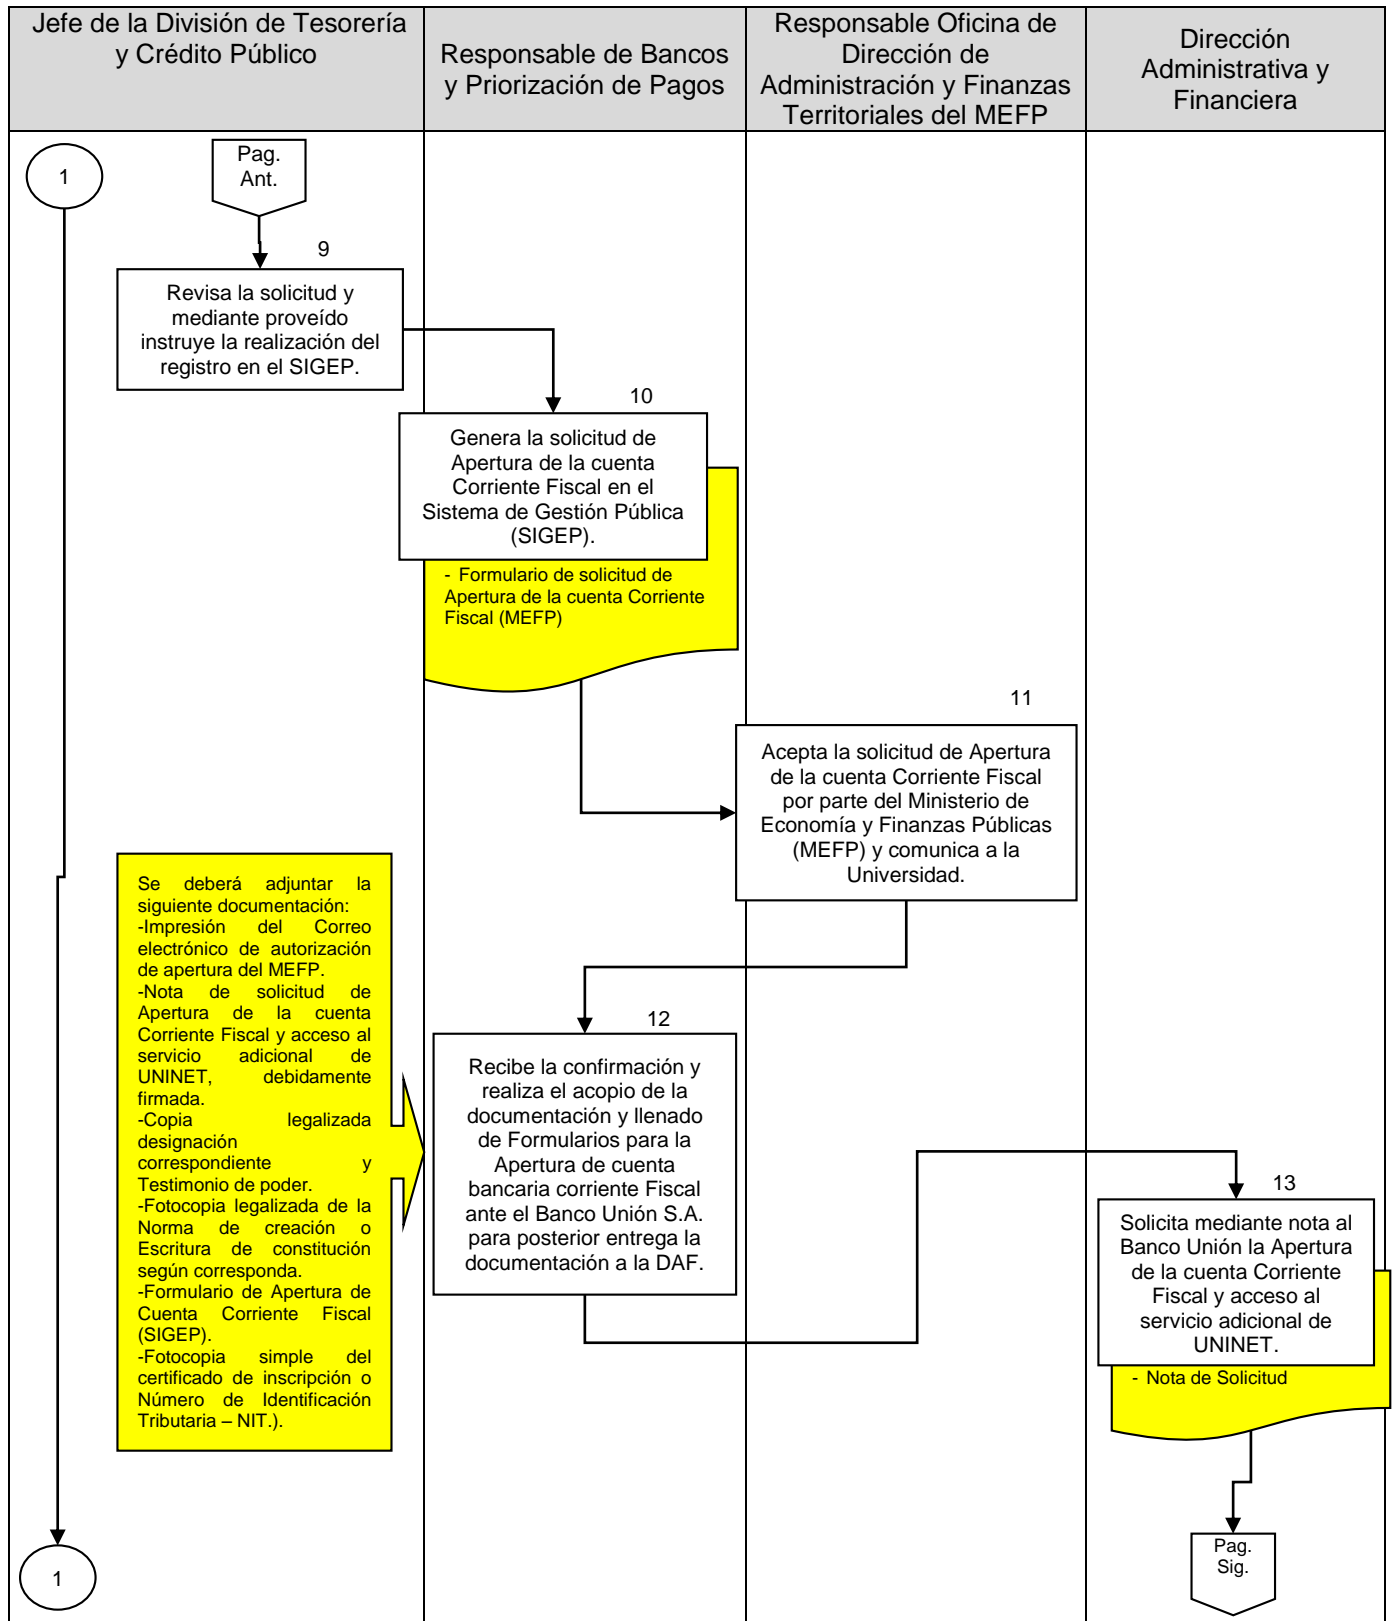 Jefe de la División de Tesorería
y Crédito Público
Responsable de Bancos
y Priorización de Pagos
Responsable Oficina de
Dirección de
Administración y Finanzas
Territoriales del MEFP
Dirección
Administrativa y
Financiera
1
Pag.
Ant.
9
Revisa la solicitud y
mediante proveído
instruye la realización del
registro en el SIGEP.
10
Genera la solicitud de
Apertura de la cuenta
Corriente Fiscal en el
Sistema de Gestión Pública
(SIGEP).
- Formulario de solicitud de
Apertura de la cuenta Corriente
Fiscal (MEFP)
11
Acepta la solicitud de Apertura
de la cuenta Corriente Fiscal
por parte del Ministerio de
Economía y Finanzas Públicas
(MEFP) y comunica a la
Universidad.
Se deberá adjuntar la
siguiente documentación:
-Impresión del Correo
electrónico de autorización
de apertura del MEFP.
-Nota de solicitud de
Apertura de la cuenta
Corriente Fiscal y acceso al
servicio adicional de
UNINET, debidamente
firmada.
-Copia legalizada
designación
correspondiente y
Testimonio de poder.
-Fotocopia legalizada de la
Norma de creación o
Escritura de constitución
según corresponda.
-Formulario de Apertura de
Cuenta Corriente Fiscal
(SIGEP).
-Fotocopia simple del
certificado de inscripción o
Número de Identificación
Tributaria – NIT.).
12
Recibe la confirmación y
realiza el acopio de la
documentación y llenado
de Formularios para la
Apertura de cuenta
bancaria corriente Fiscal
ante el Banco Unión S.A.
para posterior entrega la
documentación a la DAF.
13
Solicita mediante nota al
Banco Unión la Apertura
de la cuenta Corriente
Fiscal y acceso al
servicio adicional de
UNINET.
- Nota de Solicitud
1
Pag.
Sig.